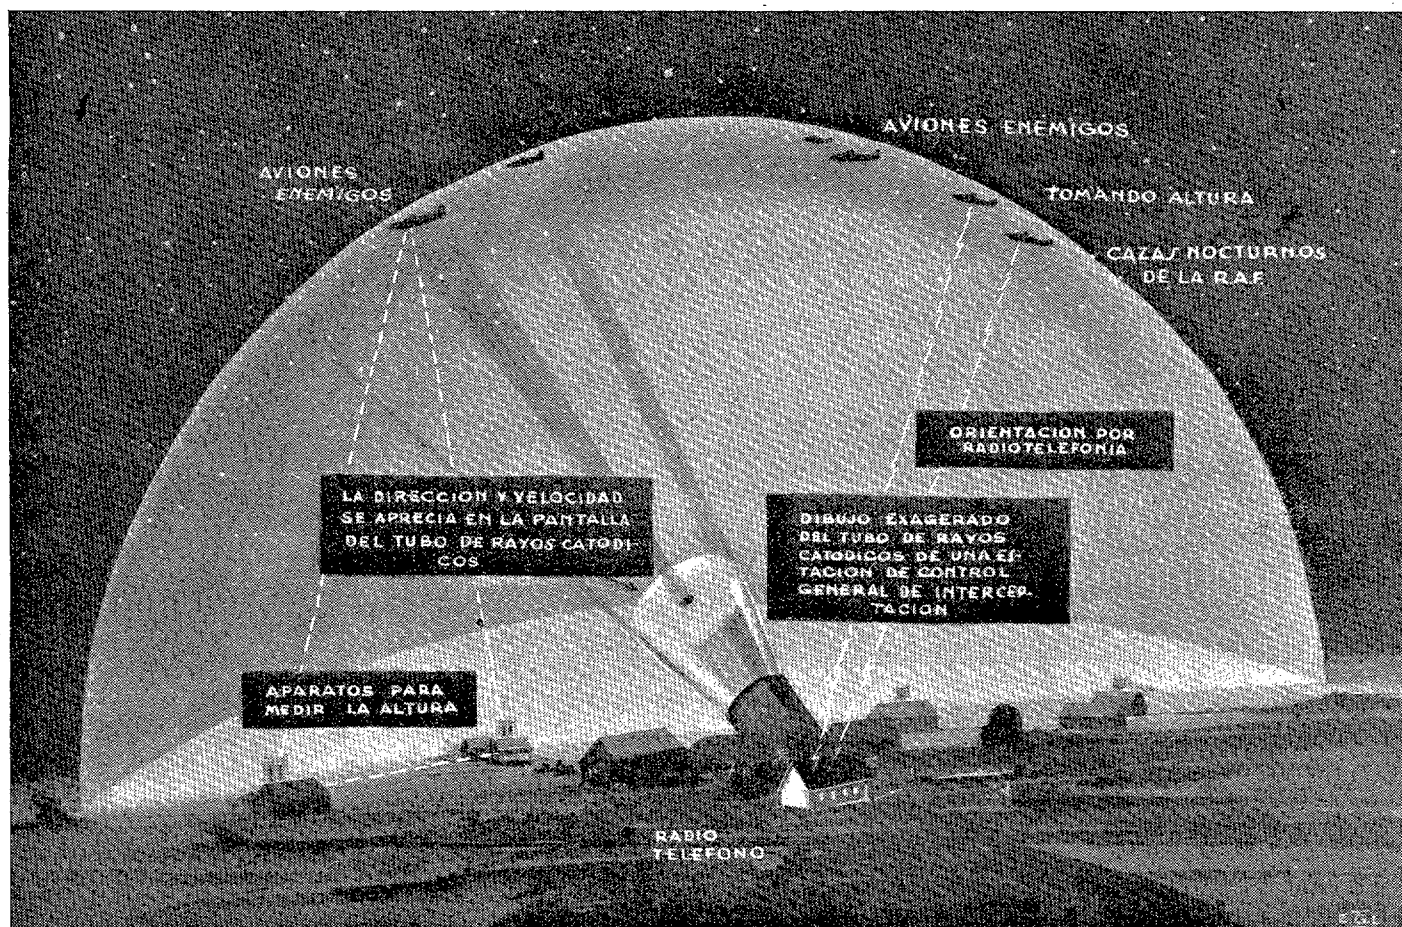 AVIONES ENEMIGOS
AVIONES
ENEMIGOS
TOMANDO ALTURA
CAZAS NOCTURNOS
DE LA R.A.F.
ORIENTACION POR
RADIOTELEFONIA
LA DIRECCION Y VELOCIDAD
SE APRECIA EN LA PANTALLA
DEL TUBO DE RAYOS CATODI-
COS
DIBUJO EXAGERADO
DEL TUBO DE RAYOS
CATODICOS DE UNA ES-
TACION DE CONTROL
GENERAL DE INTERCEP-
TACION
APARATOS PARA
MEDIR LA ALTURA
RADIO
TELEFONO